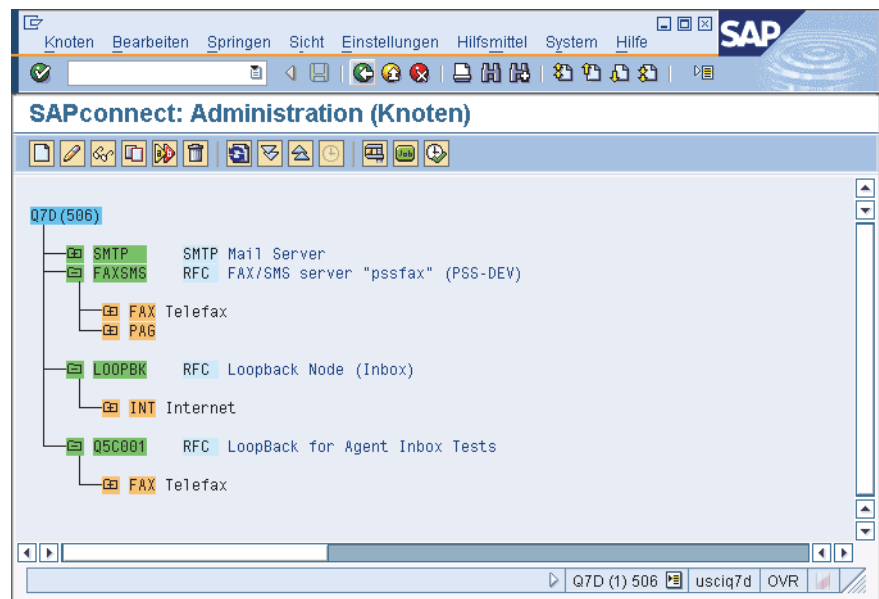 Knoten Bearbeiten Springen Sicht Einstellungen Hilfsmittel System Hilfe
SAP
SAPconnect: Administration (Knoten)
Job
Q7D(506)
SMTP SMTP Mail Server
FAXSMS RFC FAX/SMS server "pssfax" (PSS-DEV)
FAX Telefax
PAG
LOOPBK RFC Loopback Node (Inbox)
INT Internet
Q5C001 RFC LoopBack for Agent Inbox Tests
FAX Telefax
Q7D (1) 506 usciq7d OVR